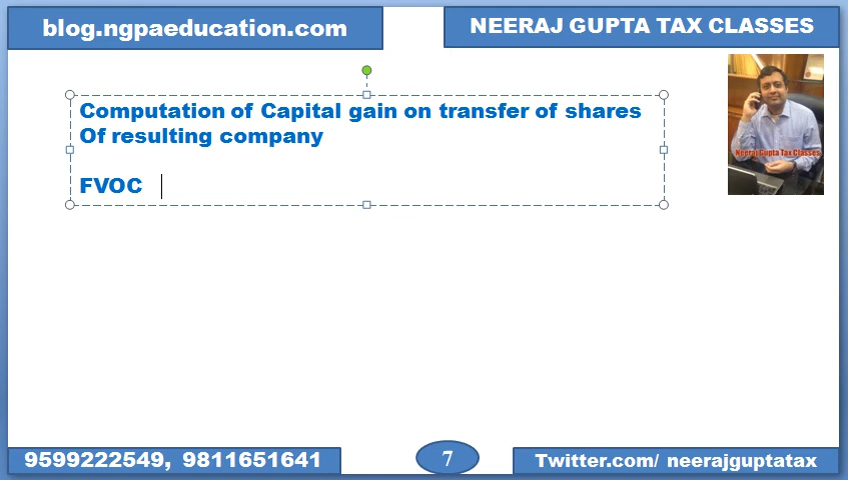 blog.ngpaeducation.com
NEERAJ GUPTA TAX CLASSES
Computation of Capital gain on transfer of shares
Of resulting company
FVOC
Neeraj Gupta Tax Classes
9599222549, 9811651641
7
Twitter.com/ neerajguptatax